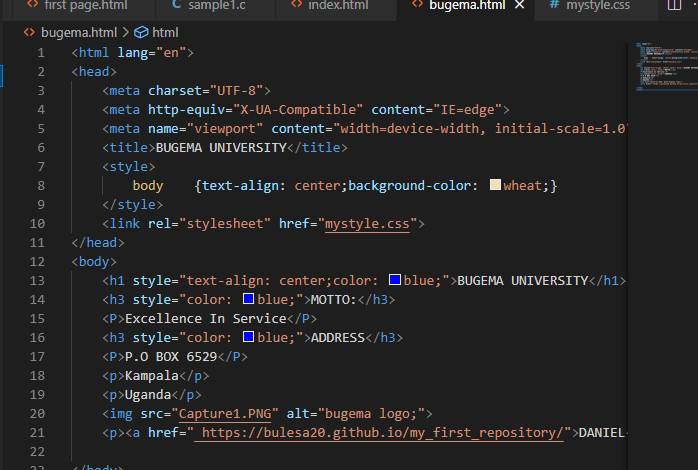 first page.html C sample1.c <> index.html <> bugema.html × # mystyle.css
<> bugema.html > html
1 <html lang="en">
2 <head>
3 <meta charset="UTF-8">
4 <meta http-equiv="X-UA-Compatible" content="IE=edge">
5 <meta name="viewport" content="width=device-width, initial-scale=1.0"
6 <title>BUGEMA UNIVERSITY</title>
7 <style>
8 body {text-align: center;background-color: wheat;}
9 </style>
10 <link rel="stylesheet" href="mystyle.css">
11 </head>
12 <body>
13 <h1 style="text-align: center;color: blue;">BUGEMA UNIVERSITY</h1>
14 <h3 style="color: blue;">MOTTO:</h3>
15 <P>Excellence In Service</P>
16 <h3 style="color: blue;">ADDRESS</h3>
17 <P>P.O BOX 6529</P>
18 <p>Kampala</p>
19 <p>Uganda</p>
20 <img src="Capture1.PNG" alt="bugema logo;">
21 <p><a href=" https://bulesa20.github.io/my_first_repository/">DANIEL
22
</body>